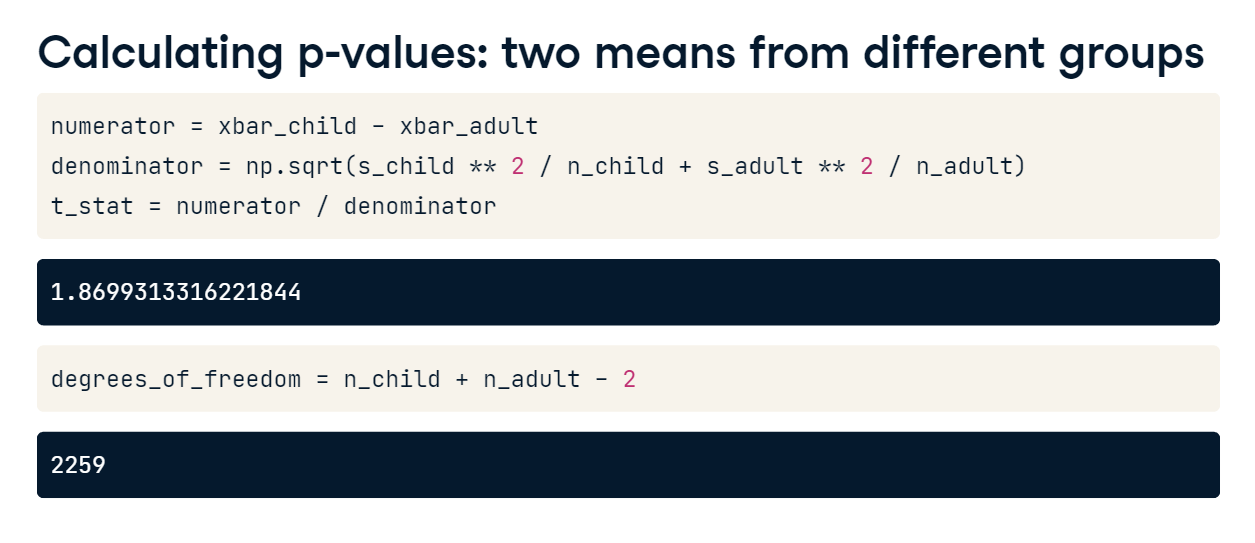 Calculating p-values: two means from different groups
numerator = xbar_child - xbar_adult
denominator = np.sqrt(s_child ** 2 / n_child + s_adult ** 2 / n_adult)
t_stat = numerator / denominator
1.8699313316221844
degrees_of_freedom = n_child + n_adult - 2
2259